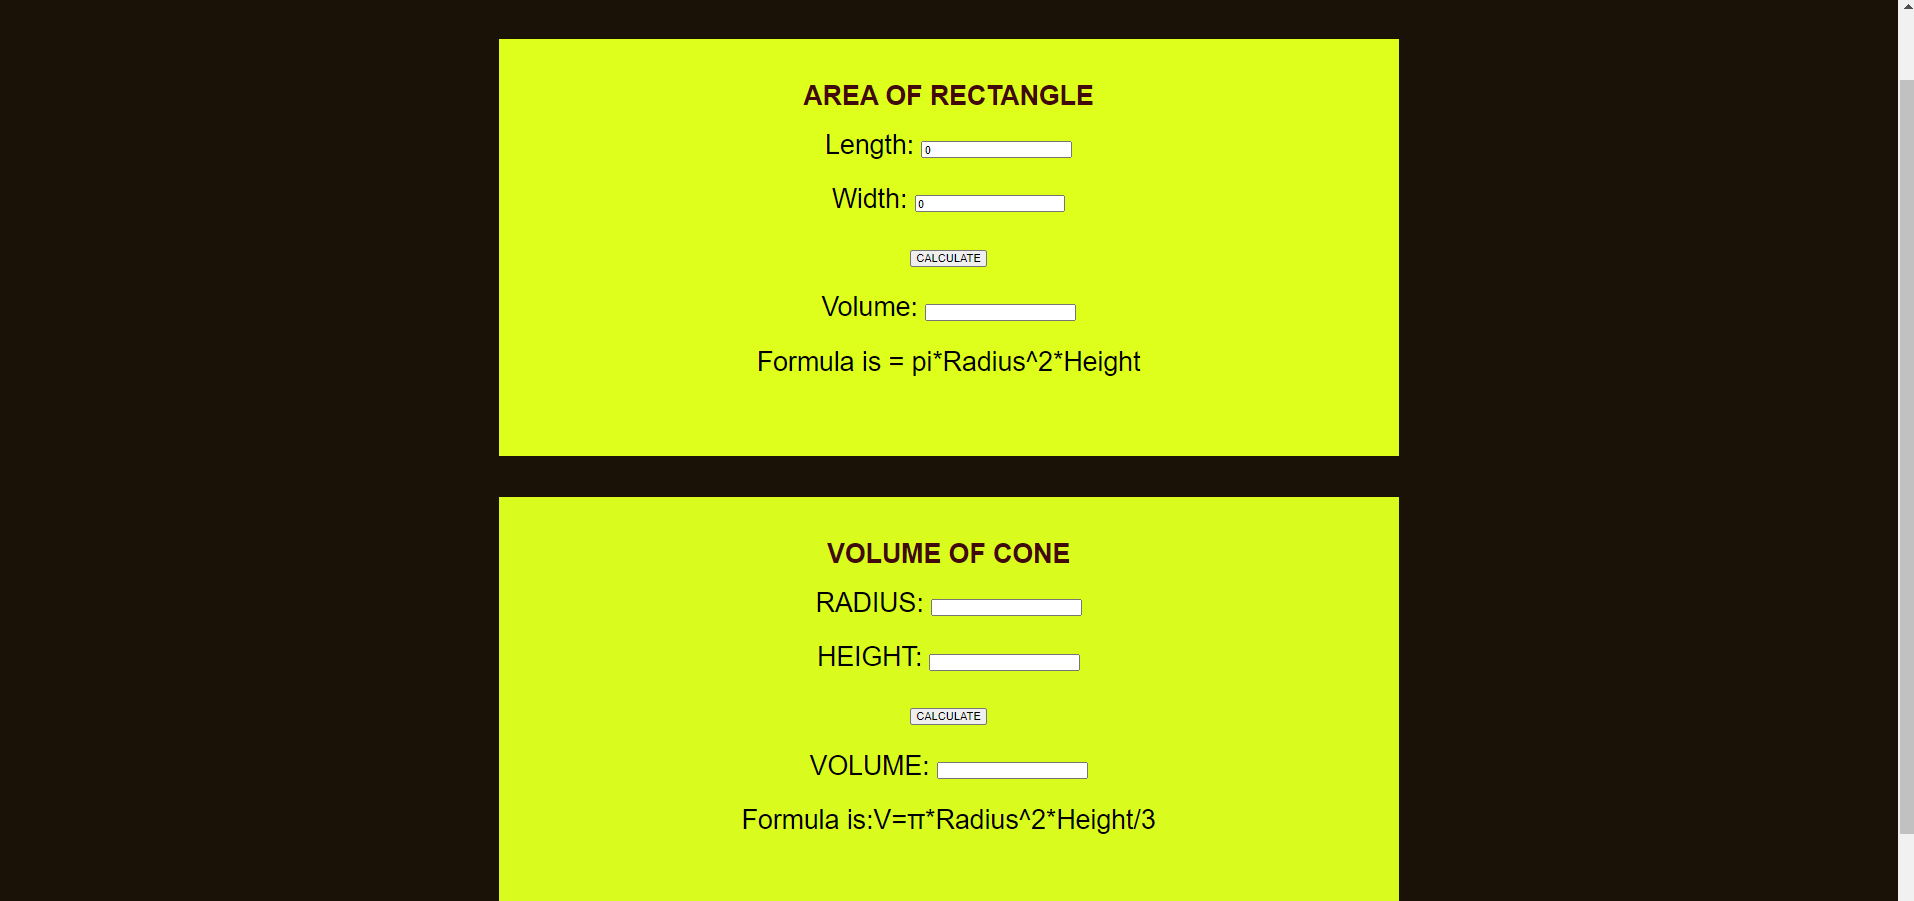 AREA OF RECTANGLE
Length: 0
Width: 0
CALCULATE
Volume:
Formula is = pi*Radius^2*Height
VOLUME OF CONE
RADIUS:
HEIGHT:
CALCULATE
VOLUME:
Formula is:V=π*Radius^2*Height/3